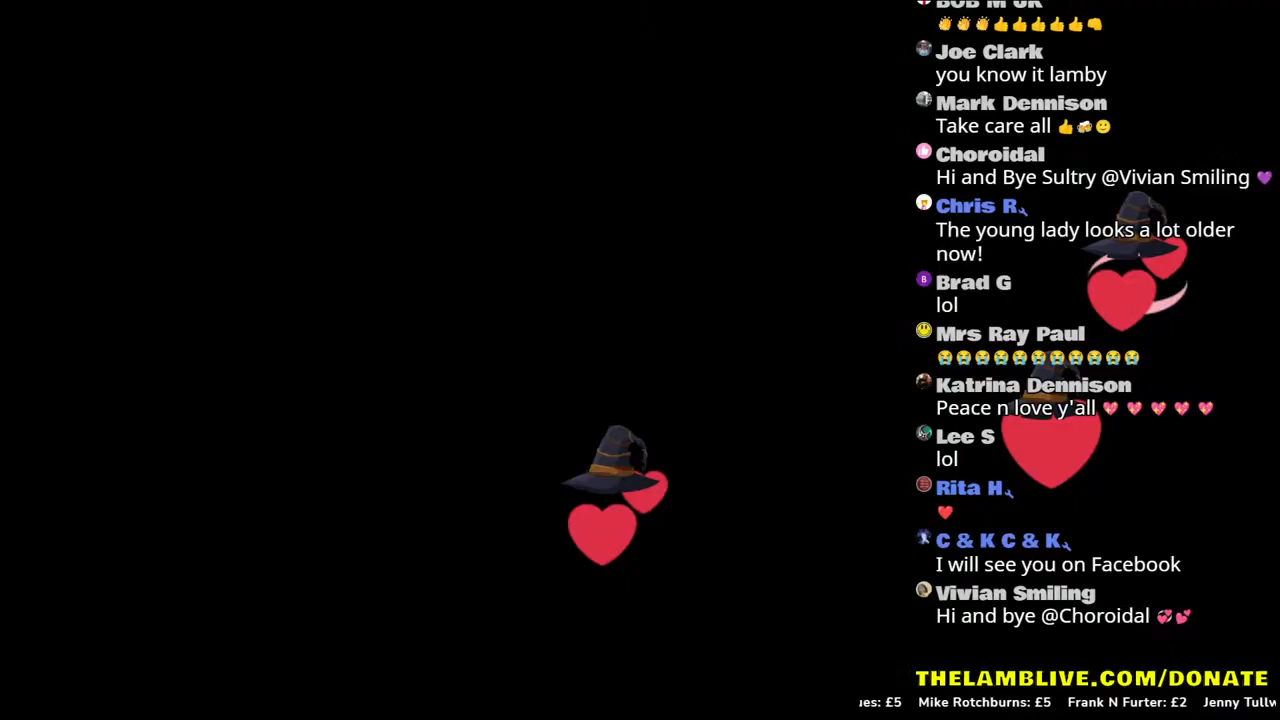 BOB M UK
👏👏👏👍👍👍👍👍👊
Joe Clark
you know it lamby
Mark Dennison
Take care all 👍🍻🙂
Choroidal
Hi and Bye Sultry @Vivian Smiling 💜
Chris R
The young lady looks a lot older
now!
B
Brad G
lol
Mrs Ray Paul
😭😭😭😭😭😭😭😭😭😭😭
Katrina Dennison
Peace n love y'all 💖 💖 💖 💖 💖
Lee S
lol
Rita H
❤️
C & K C & K
I will see you on Facebook
Vivian Smiling
Hi and bye @Choroidal 💞💕
THELAMBLIVE.COM/DONATE
£5 Mike Rotchburns: £5 Frank N Furter: £2 Jenny